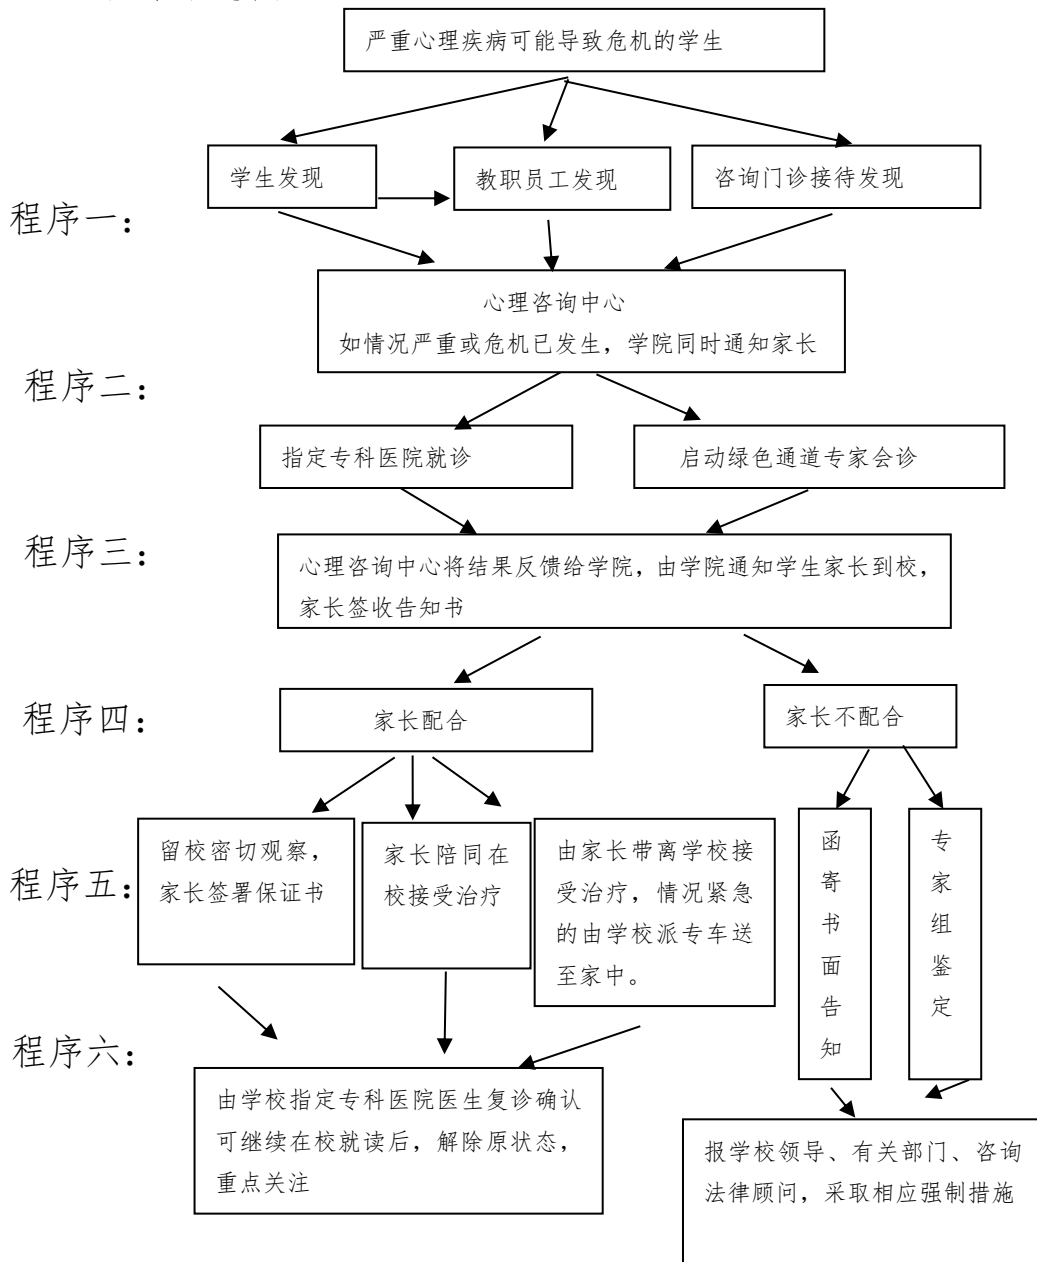 严重心理疾病可能导致危机的学生
学生发现
教职员工发现
咨询门诊接待发现
程序一：
心理咨询中心
如情况严重或危机已发生，学院同时通知家长
程序二：
指定专科医院就诊
启动绿色通道专家会诊
程序三：
心理咨询中心将结果反馈给学院，由学院通知学生家长到校，
家长签收告知书
程序四：
家长配合
家长不配合
程序五：
留校密切观察，
家长签署保证书
家长陪同在
校接受治疗
由家长带离学校接
受治疗，情况紧急
的由学校派专车送
至家中。
函寄书面告知
专家组鉴定
程序六：
由学校指定专科医院医生复诊确认
可继续在校就读后，解除原状态，
重点关注
报学校领导、有关部门、咨询
法律顾问，采取相应强制措施